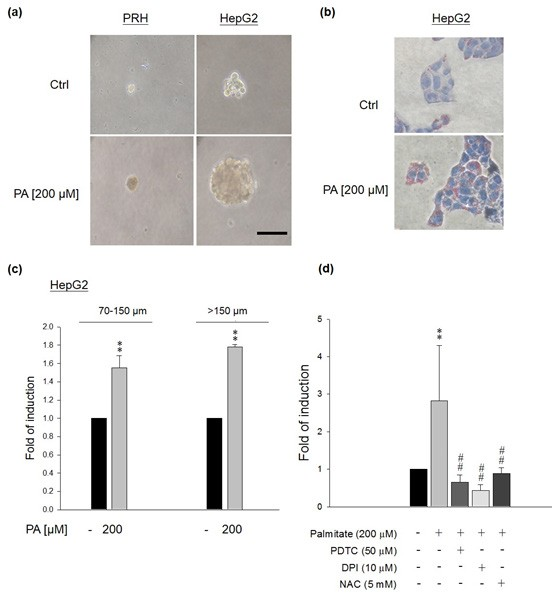 (a)
PRH HepG2
Ctrl
PA [200 μM]
(b)
HepG2
Ctrl
PA [200 μM]
(c)
HepG2
70-150 μm >150 μm
Fold of induction
2.0
1.8
1.6
1.4
1.2
1.0
0.8
0.6
0.4
0.2
0.0
**
**
PA [μM] - 200 - 200
(d)
Fold of induction
5
4
3
2
1
0
**
##
##
##
Palmitate (200 μM) - + + + +
PDTC (50 μM) - - + - -
DPI (10 μM) - - - + -
NAC (5 mM) - - - - +